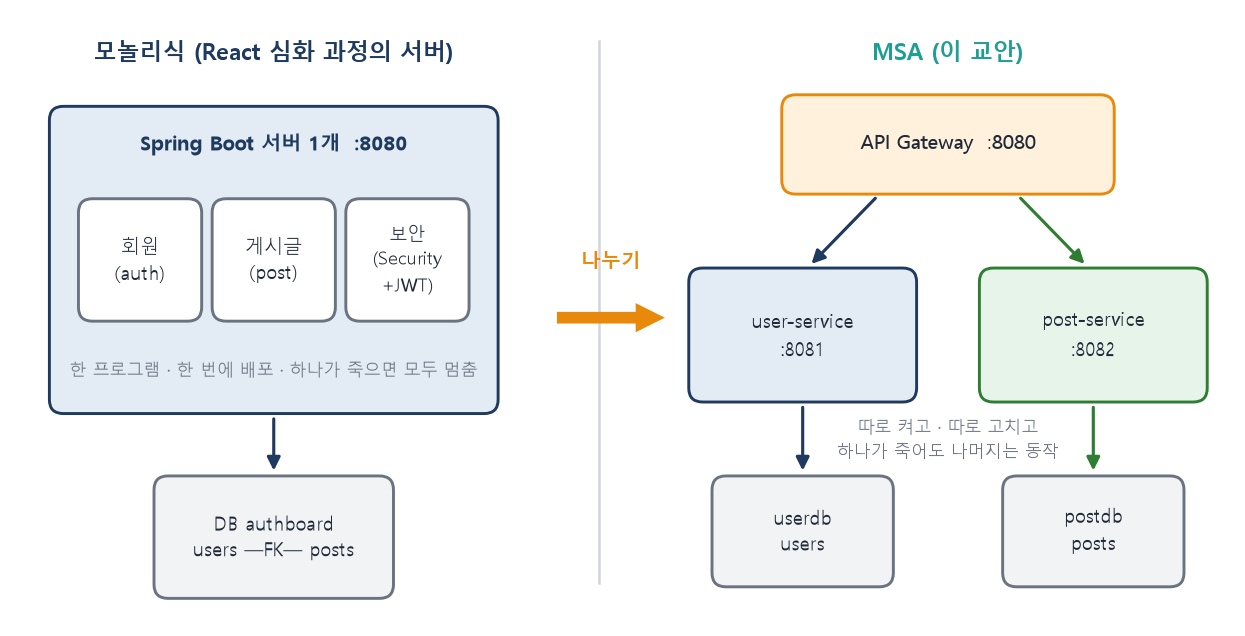 모놀리식 (React 심화 과정의 서버)
Spring Boot 서버 1개  :8080
회원
(auth)
게시글
(post)
보안
(Security
+JWT)
한 프로그램 · 한 번에 배포 · 하나가 죽으면 모두 멈춤
DB authboard
users —FK— posts
나누기
MSA (이 교안)
API Gateway  :8080
user-service
:8081
post-service
:8082
따로 켜고 · 따로 고치고
하나가 죽어도 나머지는 동작
userdb
users
postdb
posts